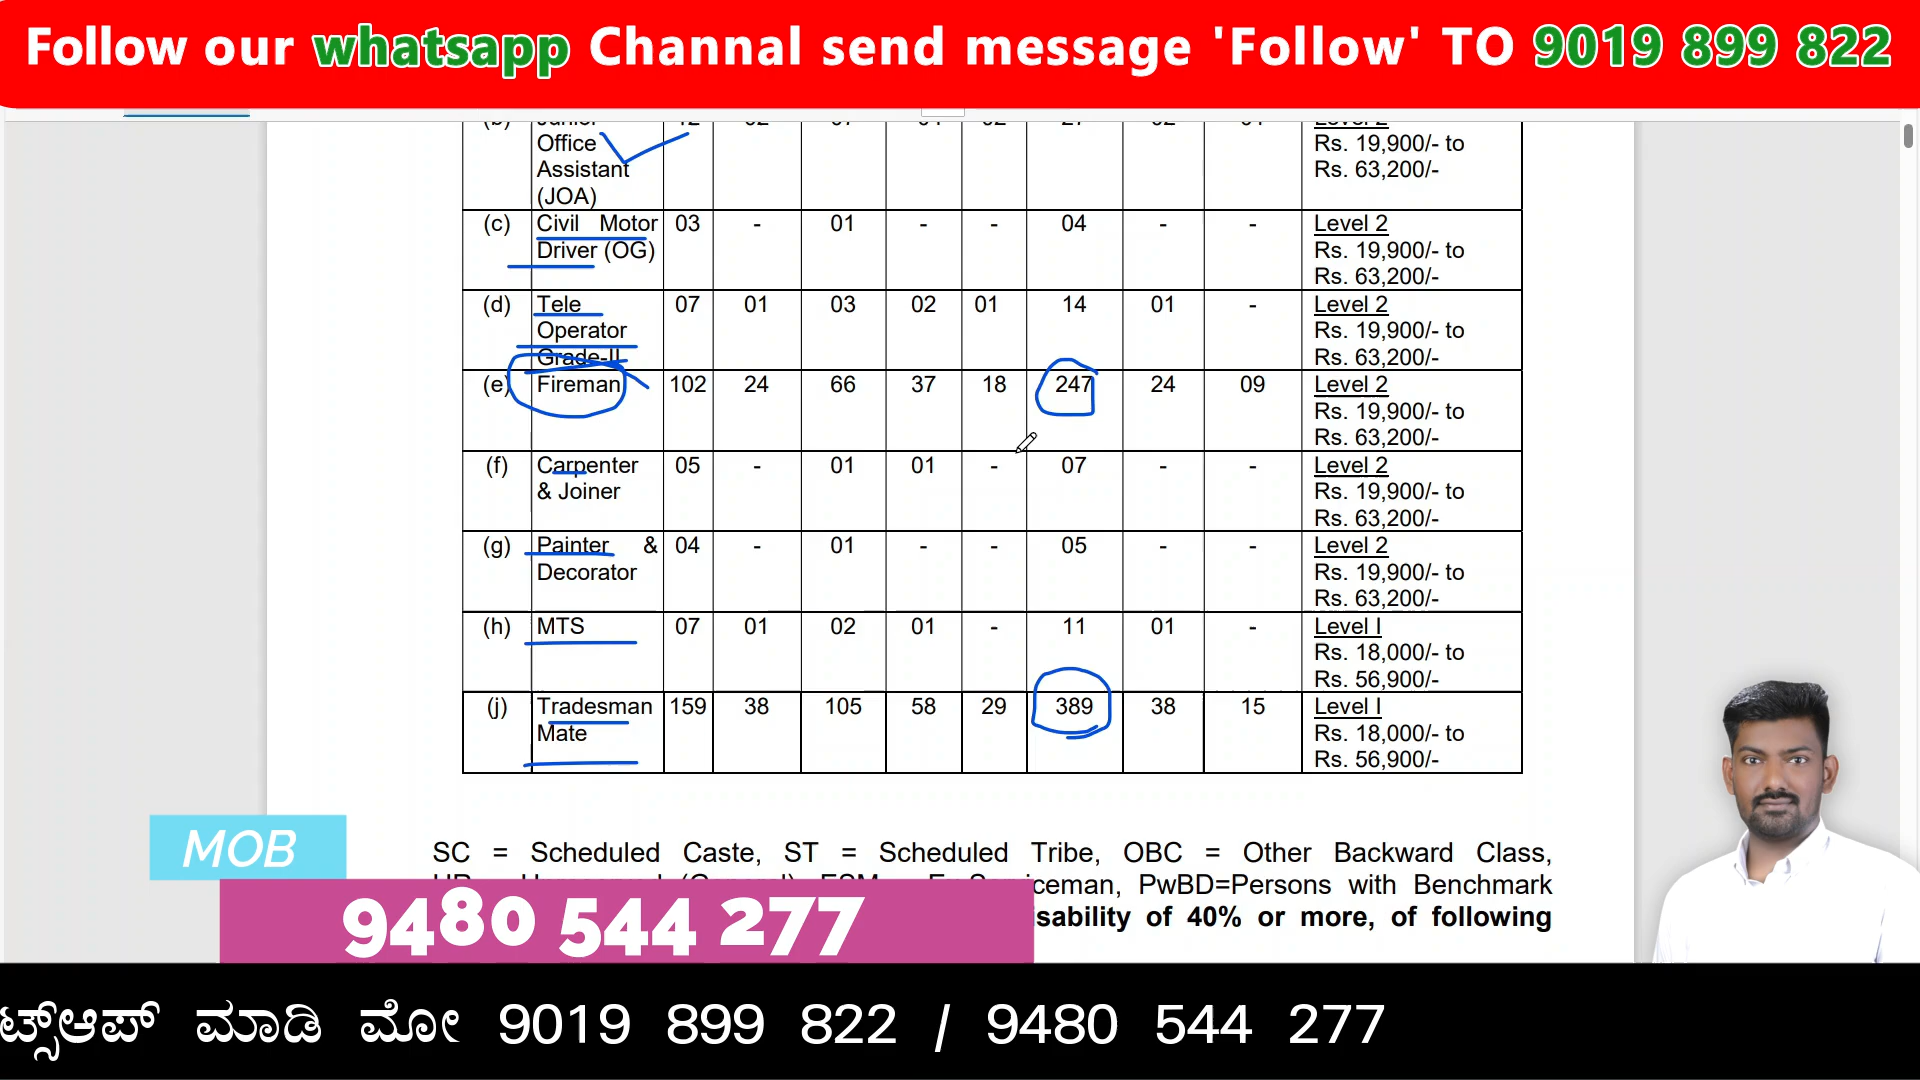 Follow our whatsapp Channal send message 'Follow' TO 9019 899 822
Office Rs. 19,900/- to
Assistant Rs. 63,200/-
(JOA)
(c) Civil Motor 03 - 01 - - 04 - - Level 2
Driver (OG) Rs. 19,900/- to
Rs. 63,200/-
(d) Tele 07 01 03 02 01 14 01 - Level 2
Operator Rs. 19,900/- to
Grade-II Rs. 63,200/-
(e) Fireman 102 24 66 37 18 247 24 09 Level 2
Rs. 19,900/- to
Rs. 63,200/-
(f) Carpenter 05 - 01 01 - 07 - - Level 2
& Joiner Rs. 19,900/- to
Rs. 63,200/-
(g) Painter & 04 - 01 - - 05 - - Level 2
Decorator Rs. 19,900/- to
Rs. 63,200/-
(h) MTS 07 01 02 01 - 11 01 - Level I
Rs. 18,000/- to
Rs. 56,900/-
(j) Tradesman 159 38 105 58 29 389 38 15 Level I
Mate Rs. 18,000/- to
Rs. 56,900/-
SC = Scheduled Caste, ST = Scheduled Tribe, OBC = Other Backward Class,
PwBD=Persons with Benchmark
isability of 40% or more, of following
MOB
9480 544 277
ಟ್ಸ್ಆಪ್ ಮಾಡಿ ಮೋ 9019 899 822 / 9480 544 277